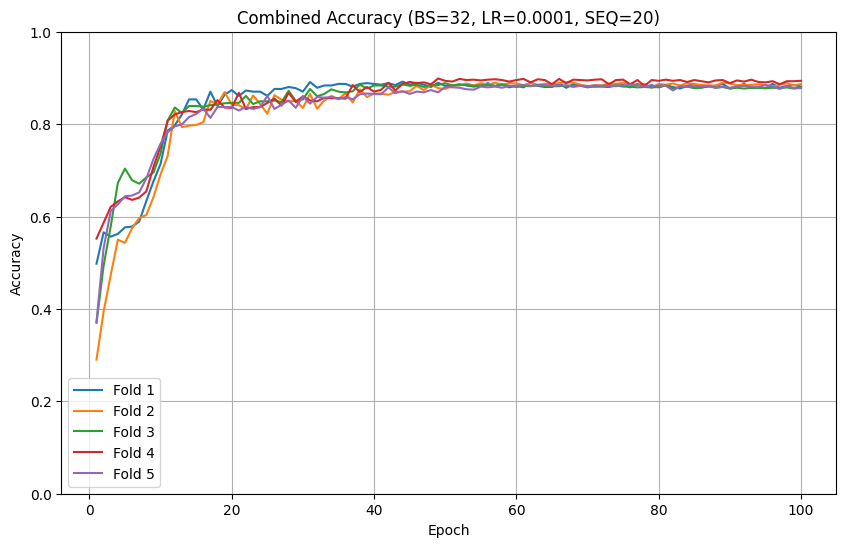 Combined Accuracy (BS=32, LR=0.0001, SEQ=20)
1.0
0.8
0.6
0.4
0.2
0.0
Accuracy
Fold 1
Fold 2
Fold 3
Fold 4
Fold 5
0 20 40 60 80 100
Epoch